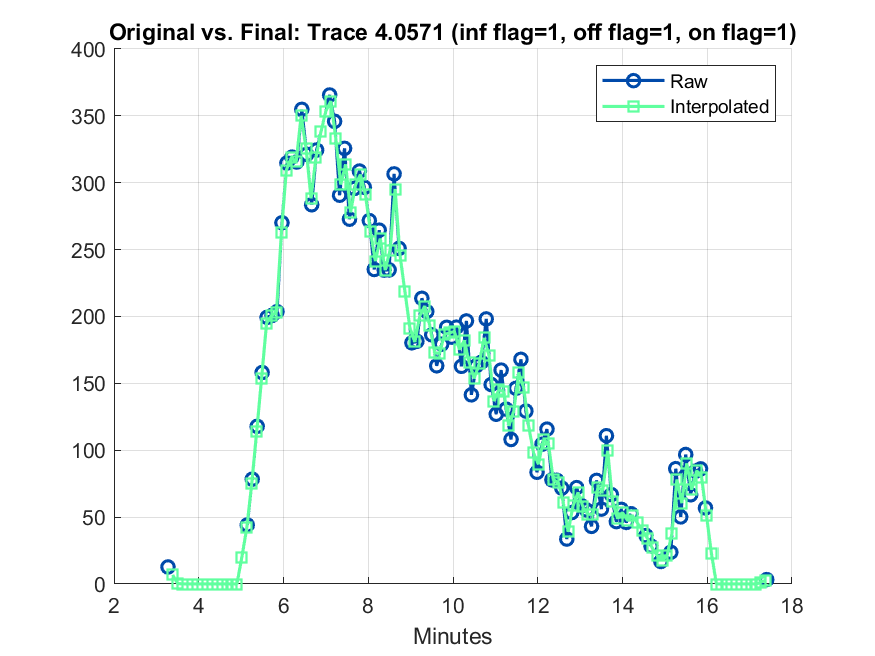 Original vs. Final: Trace 4.0571 (inf flag=1, off flag=1, on flag=1)
400
350
300
250
200
150
100
50
0
Raw
Interpolated
2 4 6 8 10 12 14 16 18
Minutes